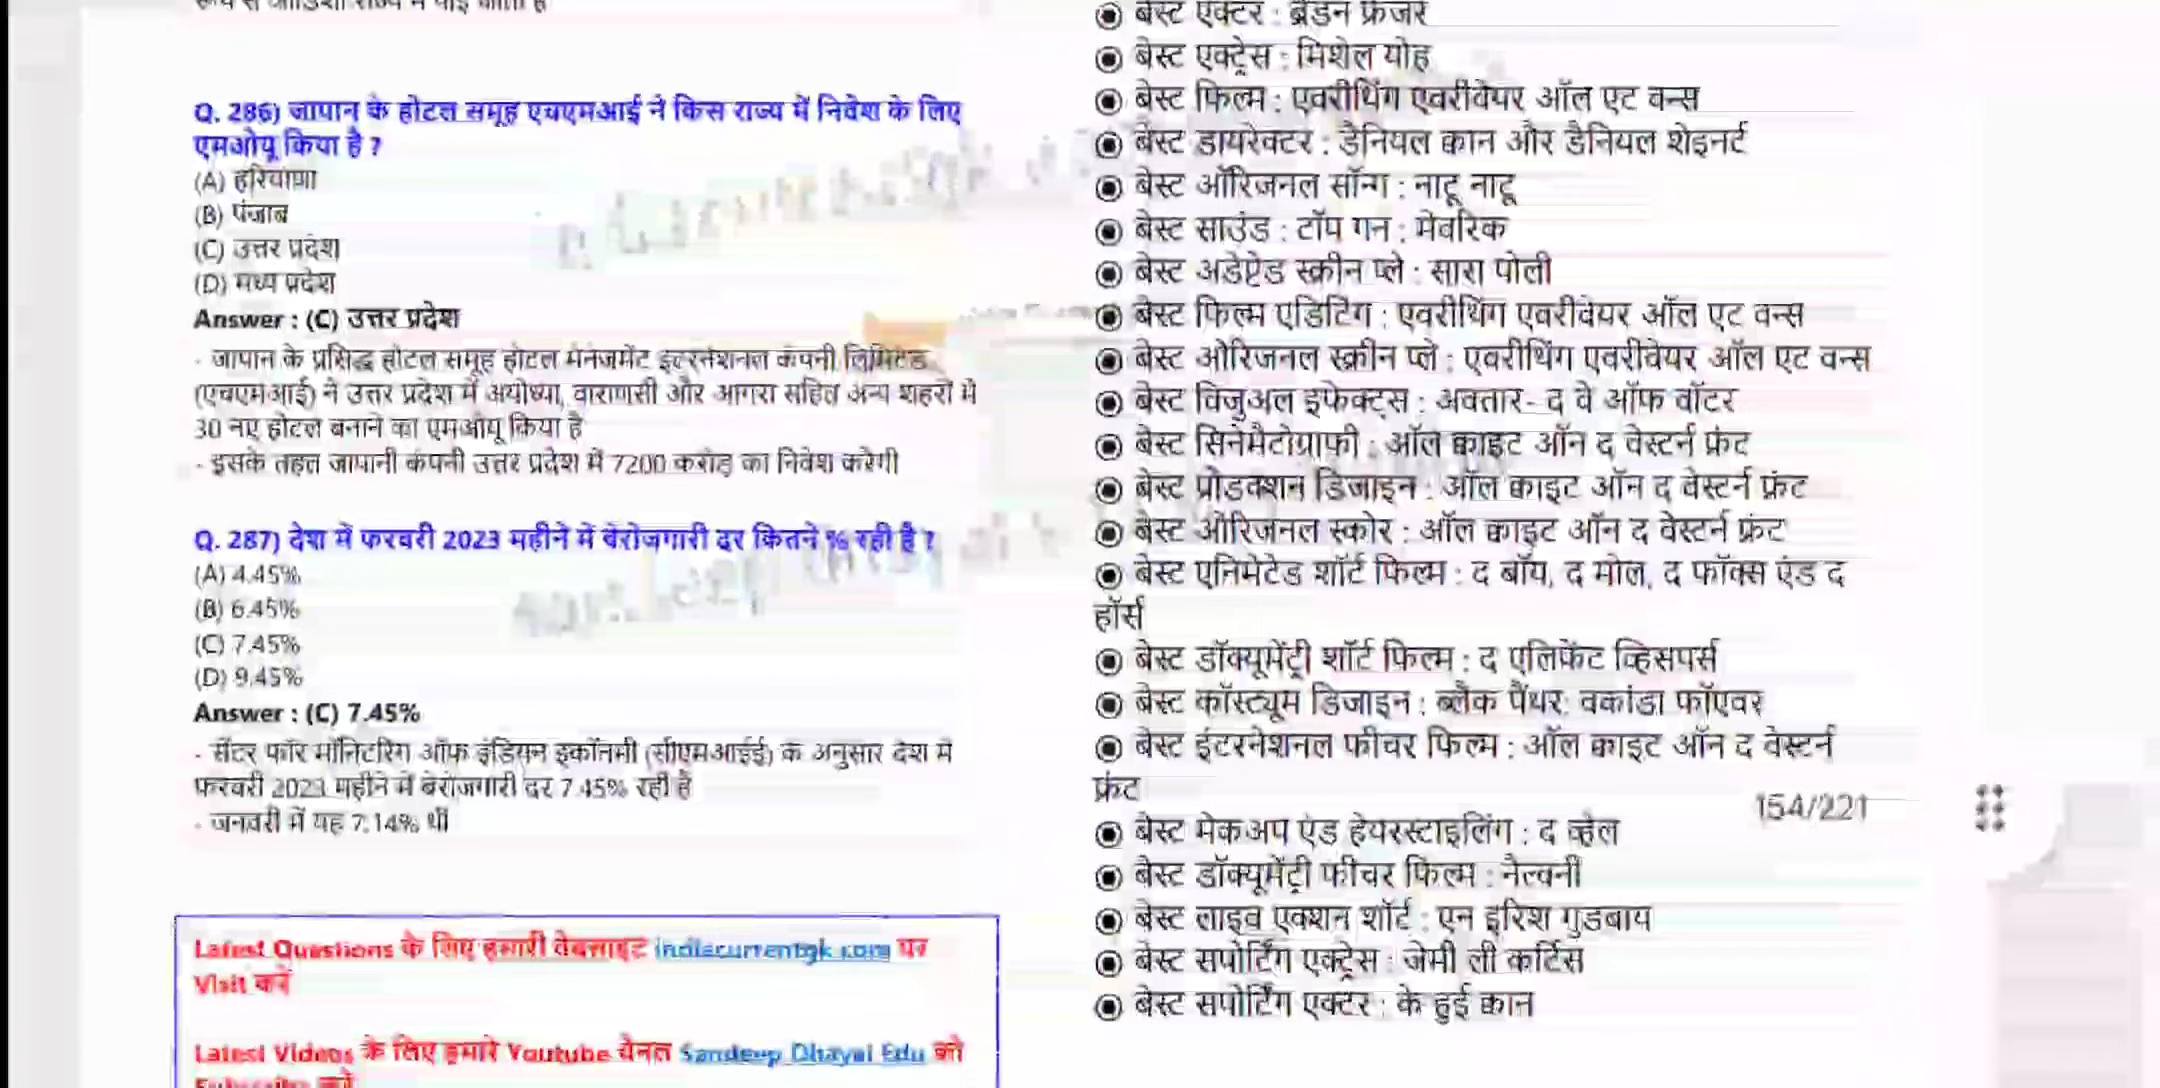 Q. 286) जापान के होटल समूह एचएमआई ने किस राज्य में निवेश के लिए
एमओयू किया है ?
(A) हरियाणा
(B) पंजाब
(C) उत्तर प्रदेश
(D) मध्य प्रदेश
Answer : (C) उत्तर प्रदेश
- जापान के प्रसिद्ध होटल समूह होटल मैनेजमेंट इंटरनेशनल कंपनी लिमिटेड
(एचएमआई) ने उत्तर प्रदेश में अयोध्या, वाराणसी और आगरा सहित अन्य शहरों में
30 नए होटल बनाने का एमओयू किया है
- इसके तहत जापानी कंपनी उत्तर प्रदेश में 7200 करोड़ का निवेश करेगी
Q. 287) देश में फरवरी 2023 महीने में बेरोजगारी दर कितने % रही है ?
(A) 4.45%
(B) 6.45%
(C) 7.45%
(D) 9.45%
Answer : (C) 7.45%
- सेंटर फॉर मॉनिटरिंग ऑफ इंडियन इकॉनमी (सीएमआईई) के अनुसार देश में
फरवरी 2023 महीने में बेरोजगारी दर 7.45% रही है
- जनवरी में यह 7.14% थी
Latest Questions के लिए हमारी वेबसाइट indiacurrentgk.com पर
Visit करें
Latest Videos के लिए हमारे Youtube चैनल Sandeep Dhayal Edu को
Subscribe करें
◉ बेस्ट एक्टर : ब्रेंडन फ्रेजर
◉ बेस्ट एक्ट्रेस : मिशेल योह
◉ बेस्ट फिल्म : एवरीथिंग एवरीवेयर ऑल एट वन्स
◉ बेस्ट डायरेक्टर : डैनियल क्वान और डैनियल शेइनर्ट
◉ बेस्ट ऑरिजनल सॉन्ग : नाटू नाटू
◉ बेस्ट साउंड : टॉप गन : मेवरिक
◉ बेस्ट अडेप्टेड स्क्रीन प्ले : सारा पोली
◉ बेस्ट फिल्म एडिटिंग : एवरीथिंग एवरीवेयर ऑल एट वन्स
◉ बेस्ट ओरिजनल स्क्रीन प्ले : एवरीथिंग एवरीवेयर ऑल एट वन्स
◉ बेस्ट विजुअल इफेक्ट्स : अवतार- द वे ऑफ वॉटर
◉ बेस्ट सिनेमैटोग्राफी : ऑल क्वाइट ऑन द वेस्टर्न फ्रंट
◉ बेस्ट प्रोडक्शन डिजाइन : ऑल क्वाइट ऑन द वेस्टर्न फ्रंट
◉ बेस्ट ओरिजनल स्कोर : ऑल क्वाइट ऑन द वेस्टर्न फ्रंट
◉ बेस्ट एनिमेटेड शॉर्ट फिल्म : द बॉय, द मोल, द फॉक्स एंड द
हॉर्स
◉ बेस्ट डॉक्यूमेंट्री शॉर्ट फिल्म : द एलिफेंट व्हिसपर्स
◉ बेस्ट कॉस्ट्यूम डिजाइन : ब्लैक पैंथर: वकांडा फॉएवर
◉ बेस्ट इंटरनेशनल फीचर फिल्म : ऑल क्वाइट ऑन द वेस्टर्न
फ्रंट
154/221
◉ बेस्ट मेकअप एंड हेयरस्टाइलिंग : द व्हेल
◉ बेस्ट डॉक्यूमेंट्री फीचर फिल्म : नैल्वनी
◉ बेस्ट लाइव एक्शन शॉर्ट : एन इरिश गुडबाय
◉ बेस्ट सपोर्टिंग एक्ट्रेस : जेमी ली कर्टिस
◉ बेस्ट सपोर्टिंग एक्टर : के हुई क्वान